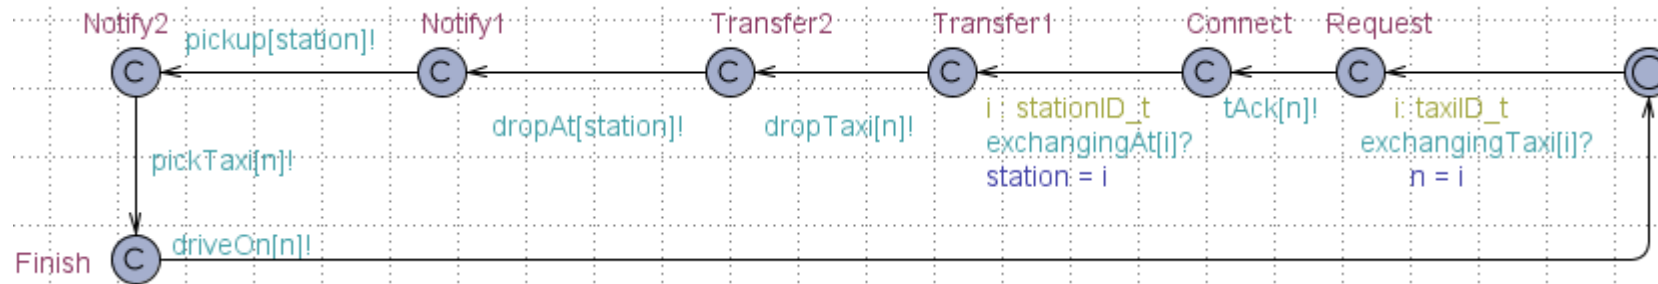 Notify2
Notify1
Transfer2
Transfer1
Connect
Request
pickup[station]!
C
C
C
C
C
C
i : stationID_t
tAck[n]!
i: taxiID_t
dropAt[station]!
dropTaxi[n]!
exchangingAt[i]?
exchangingTaxi[i]?
pickTaxi[n]!
station = i
n = i
driveOn[n]!
Finish
C